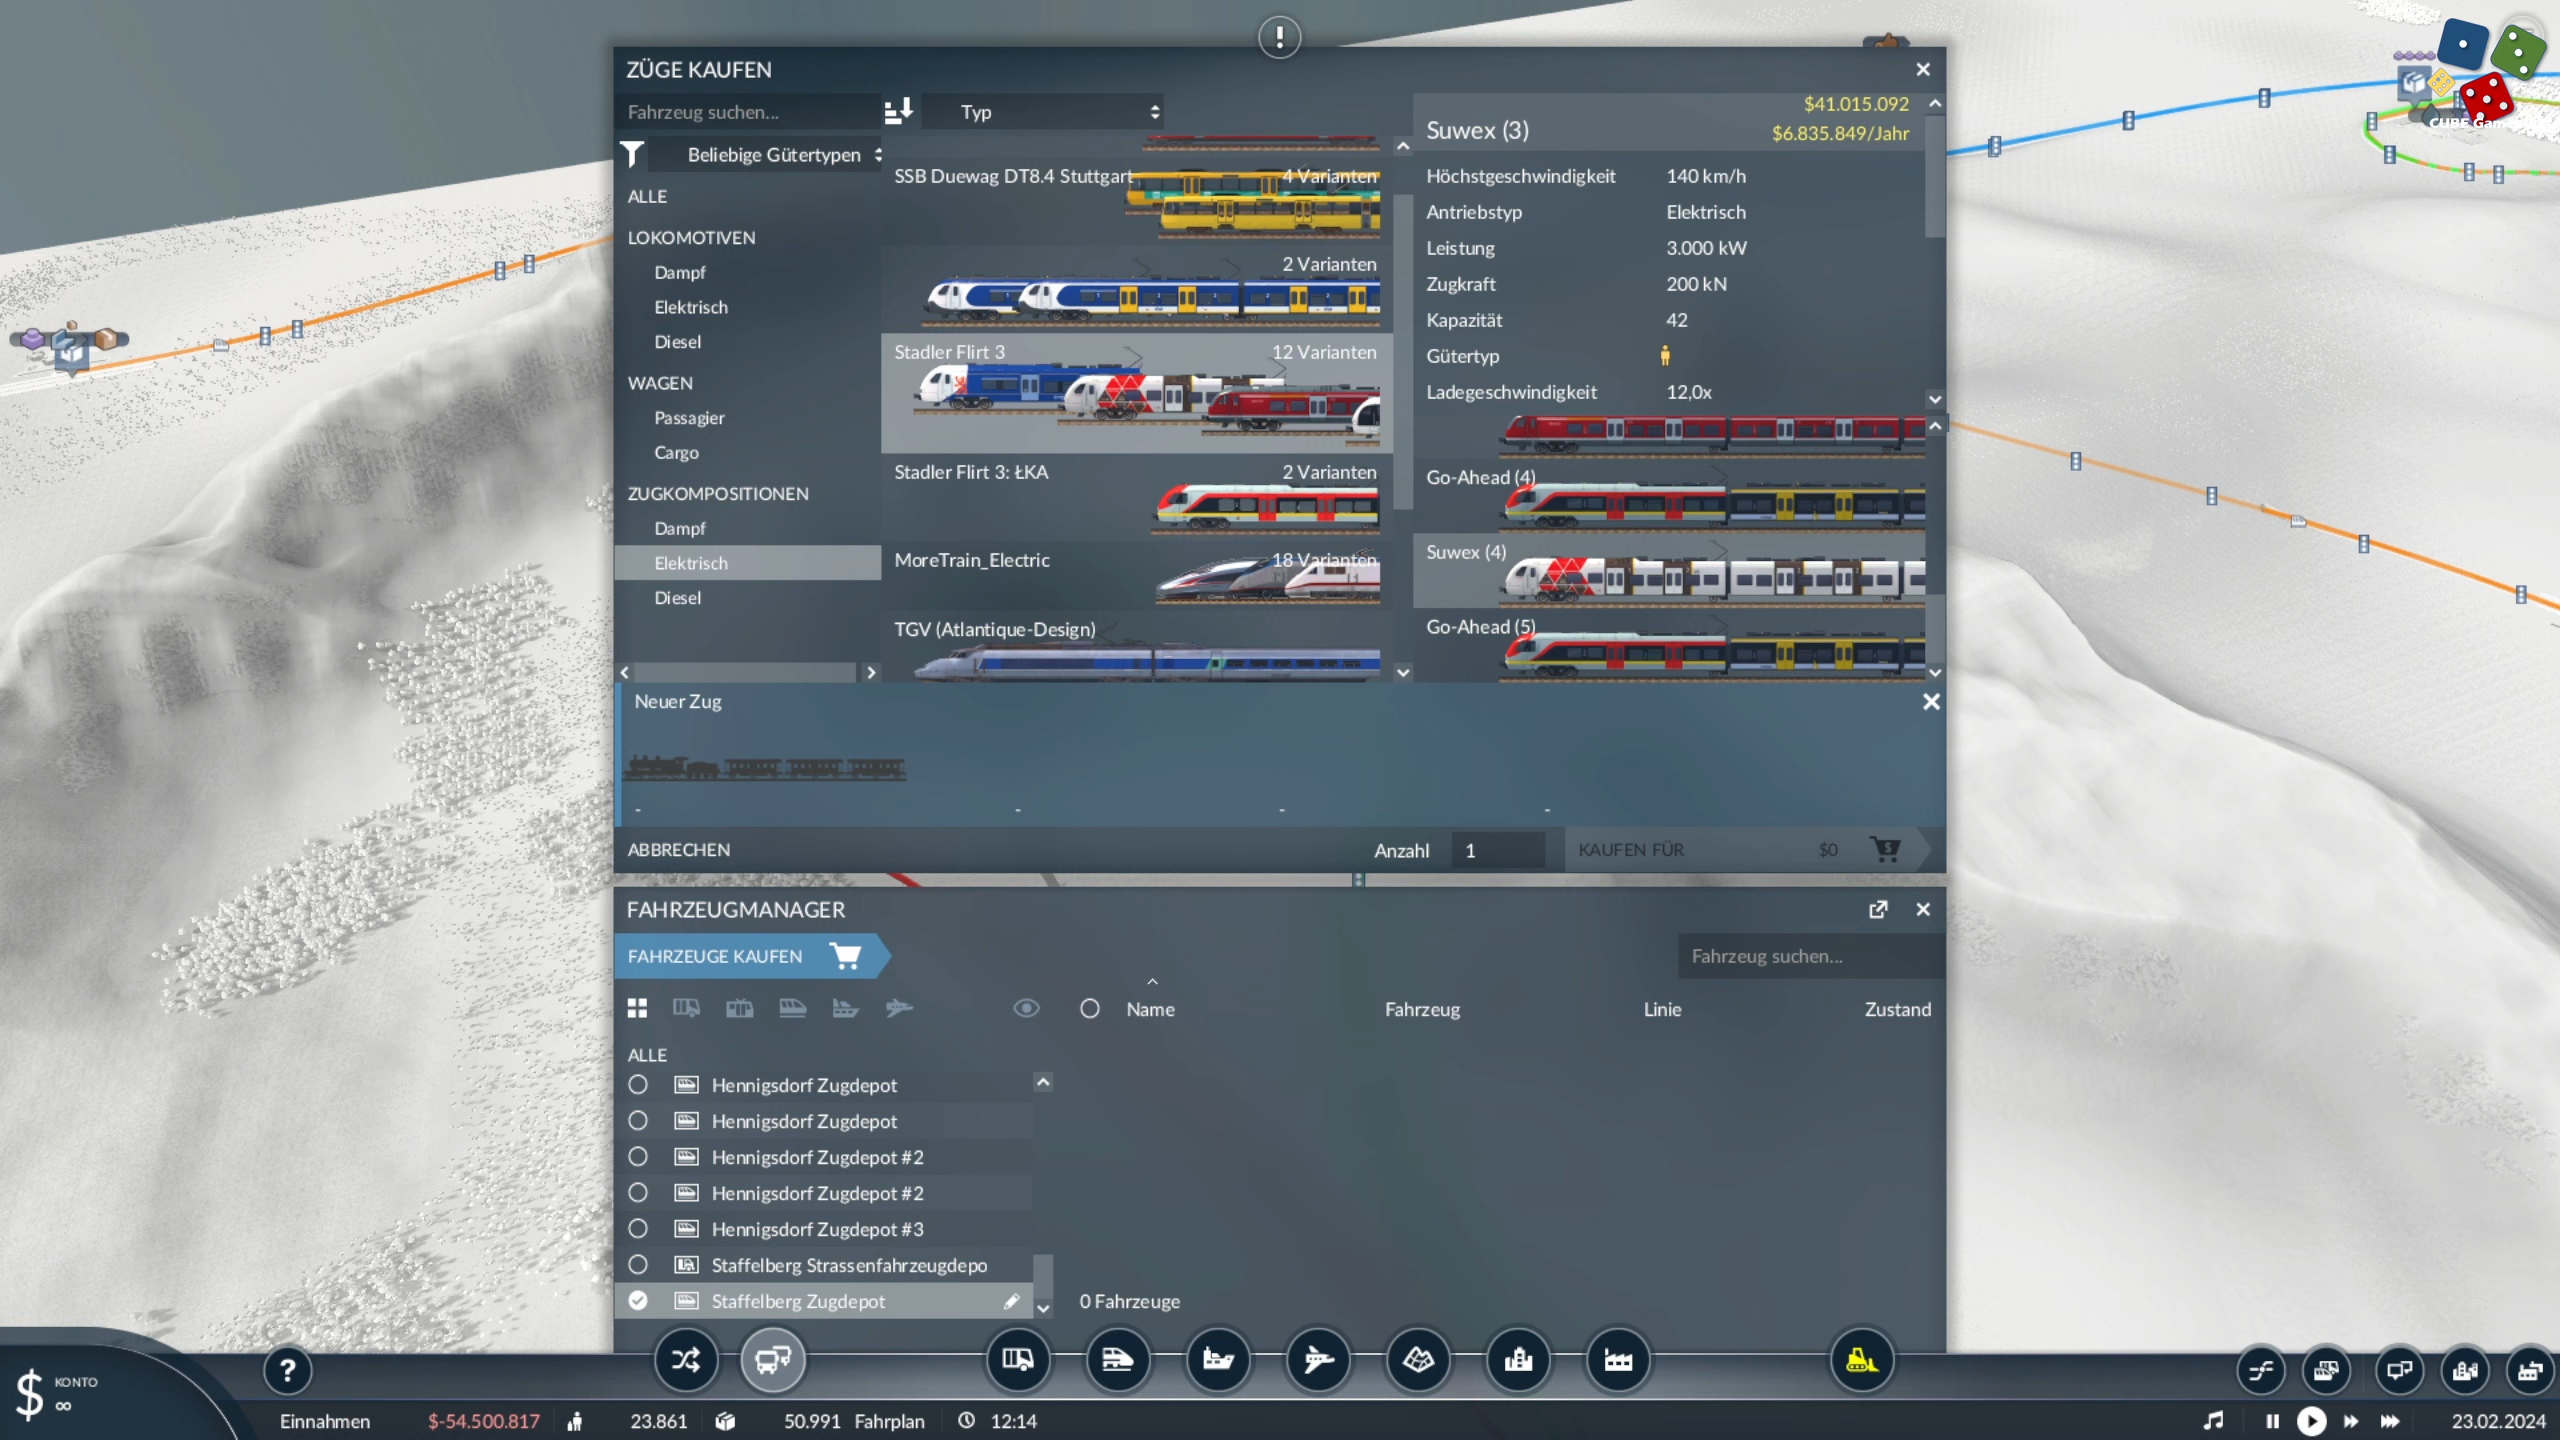 ZÜGE KAUFEN
Fahrzeug suchen...
Typ
Beliebige Gütertypen
ALLE
LOKOMOTIVEN
Dampf
Elektrisch
Diesel
WAGEN
Passagier
Cargo
ZUGKOMPOSITIONEN
Dampf
Elektrisch
Diesel
SSB Duewag DT8.4 Stuttgart
4 Varianten
2 Varianten
Stadler Flirt 3
12 Varianten
Stadler Flirt 3: ŁKA
2 Varianten
MoreTrain_Electric
18 Varianten
TGV (Atlantique-Design)
Suwex (3)
$41.015.092
$6.835.849/Jahr
Höchstgeschwindigkeit 140 km/h
Antriebstyp Elektrisch
Leistung 3.000 kW
Zugkraft 200 kN
Kapazität 42
Gütertyp
Ladegeschwindigkeit 12,0x
Go-Ahead (4)
Suwex (4)
Go-Ahead (5)
Neuer Zug
- - - -
ABBRECHEN
Anzahl 1
KAUFEN FÜR $0
FAHRZEUGMANAGER
FAHRZEUGE KAUFEN
Fahrzeug suchen...
Name Fahrzeug Linie Zustand
ALLE
Hennigsdorf Zugdepot
Hennigsdorf Zugdepot
Hennigsdorf Zugdepot #2
Hennigsdorf Zugdepot #2
Hennigsdorf Zugdepot #3
Staffelberg Strassenfahrzeugdepo
Staffelberg Zugdepot
0 Fahrzeuge
KONTO
∞
?
Einnahmen $-54.500.817 23.861 50.991 Fahrplan 12:14
23.02.2024
CUBE